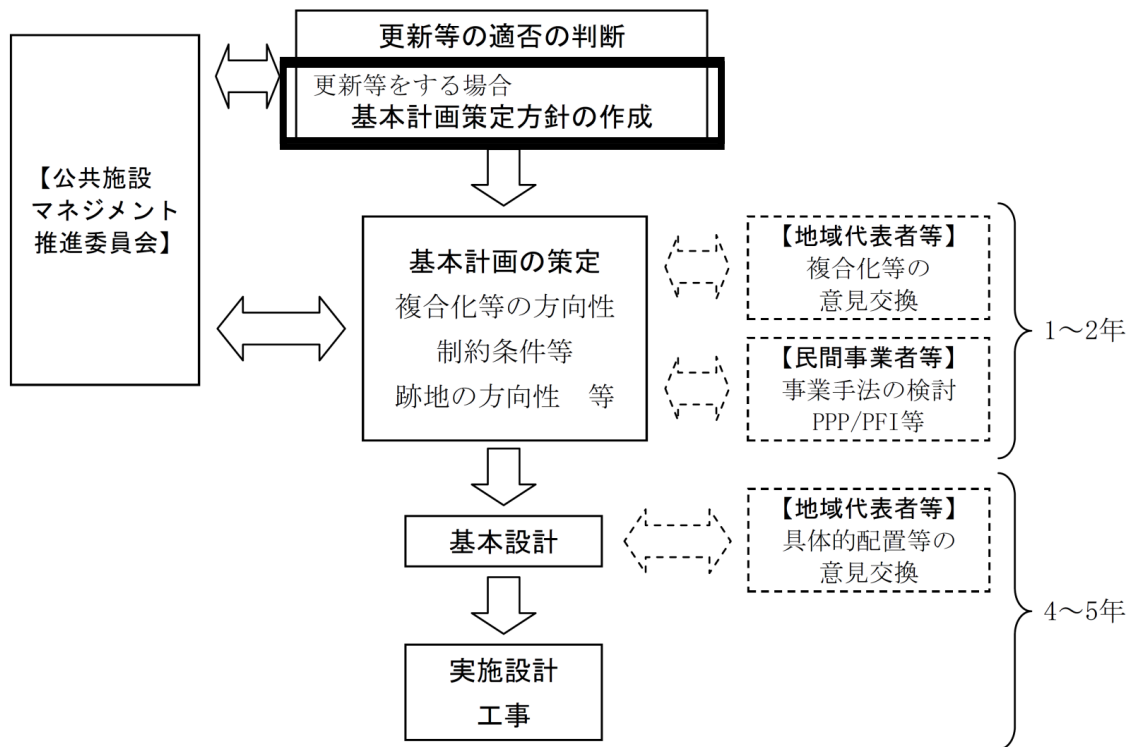 更新等の適否の判断
更新等をする場合
基本計画策定方針の作成
【公共施設
マネジメント
推進委員会】
基本計画の策定
複合化等の方向性
制約条件等
跡地の方向性　等
【地域代表者等】
複合化等の
意見交換
【民間事業者等】
事業手法の検討
PPP/PFI等
1～2年
基本設計
【地域代表者等】
具体的配置等の
意見交換
4～5年
実施設計
工事